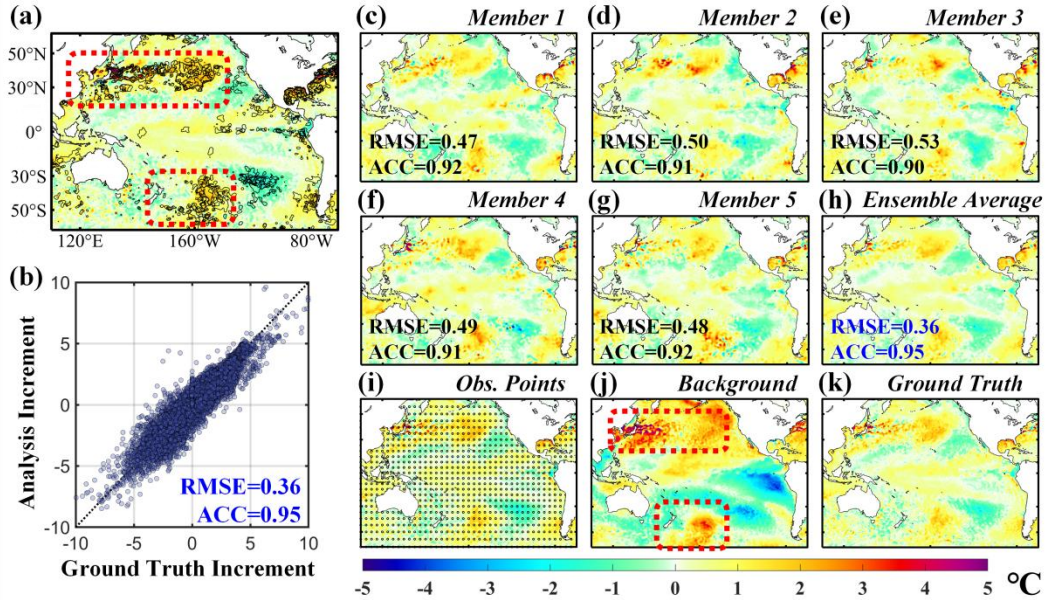 (a)
50°N
30°N
0°
30°S
50°S
120°E 160°W 80°W
(b)
10
5
0
-5
-10
-10 -5 0 5 10
Analysis Increment
Ground Truth Increment
RMSE=0.36
ACC=0.95
(c) Member 1
RMSE=0.47
ACC=0.92
(d) Member 2
RMSE=0.50
ACC=0.91
(e) Member 3
RMSE=0.53
ACC=0.90
(f) Member 4
RMSE=0.49
ACC=0.91
(g) Member 5
RMSE=0.48
ACC=0.92
(h) Ensemble Average
RMSE=0.36
ACC=0.95
(i) Obs. Points
(j) Background
(k) Ground Truth
-5 -4 -3 -2 -1 0 1 2 3 4 5 °C